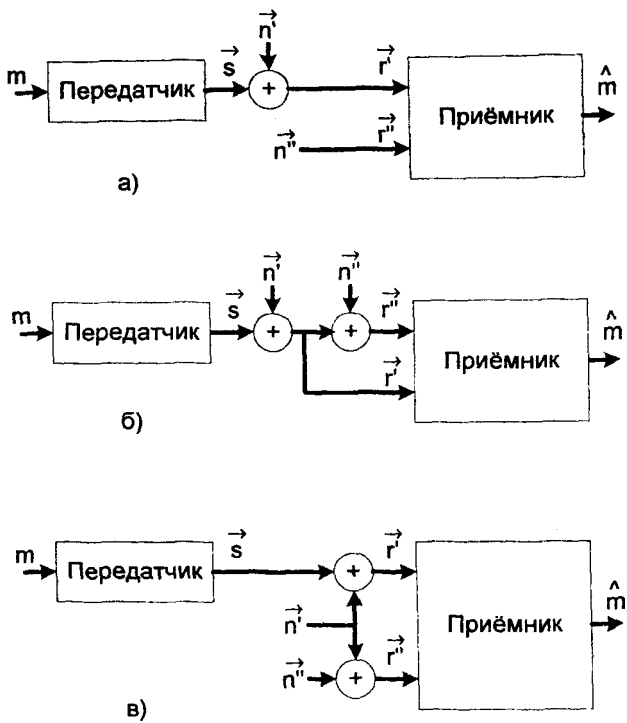 n⃗'
m Передатчик s⃗ + r⃗' Приёмник m̂
n⃗" r⃗"
а)
n⃗' n⃗"
m Передатчик s⃗ + + r⃗" Приёмник m̂
r⃗'
б)
m Передатчик s⃗ + r⃗' Приёмник m̂
n⃗'
n⃗" + r⃗"
в)